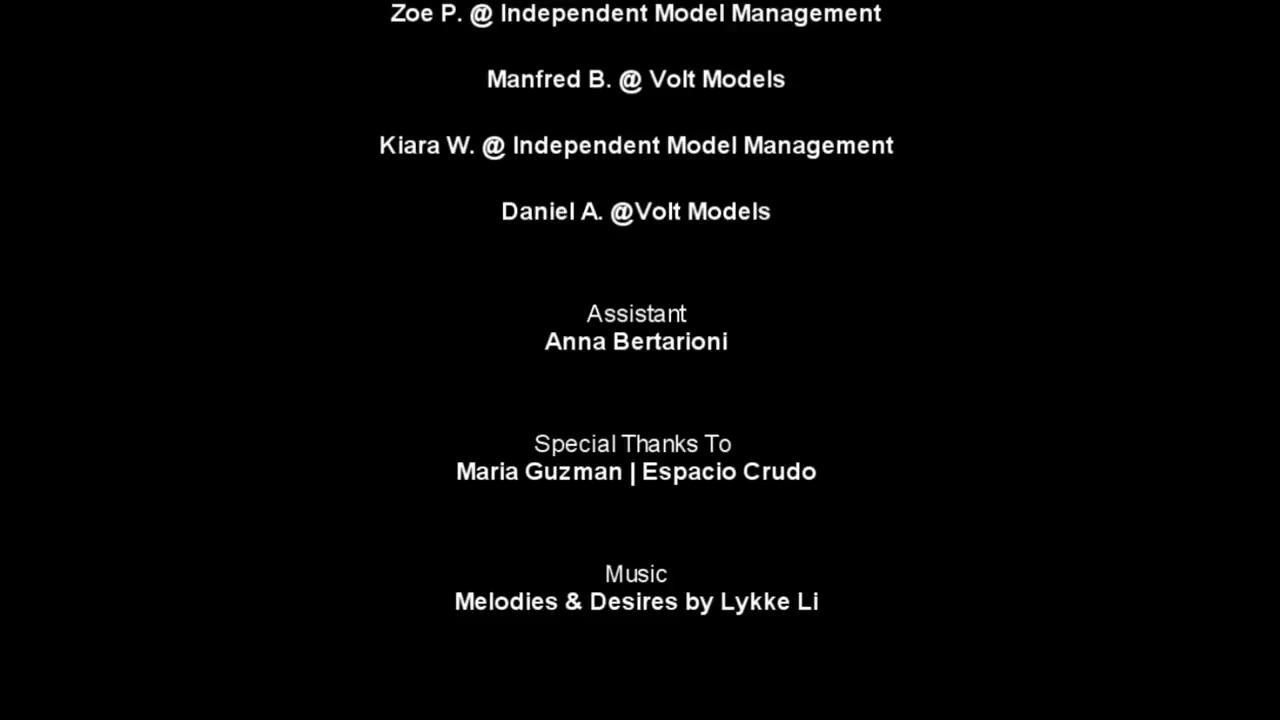 Zoe P. @ Independent Model Management
Manfred B. @ Volt Models
Kiara W. @ Independent Model Management
Daniel A. @Volt Models
Assistant
Anna Bertarioni
Special Thanks To
Maria Guzman | Espacio Crudo
Music
Melodies & Desires by Lykke Li